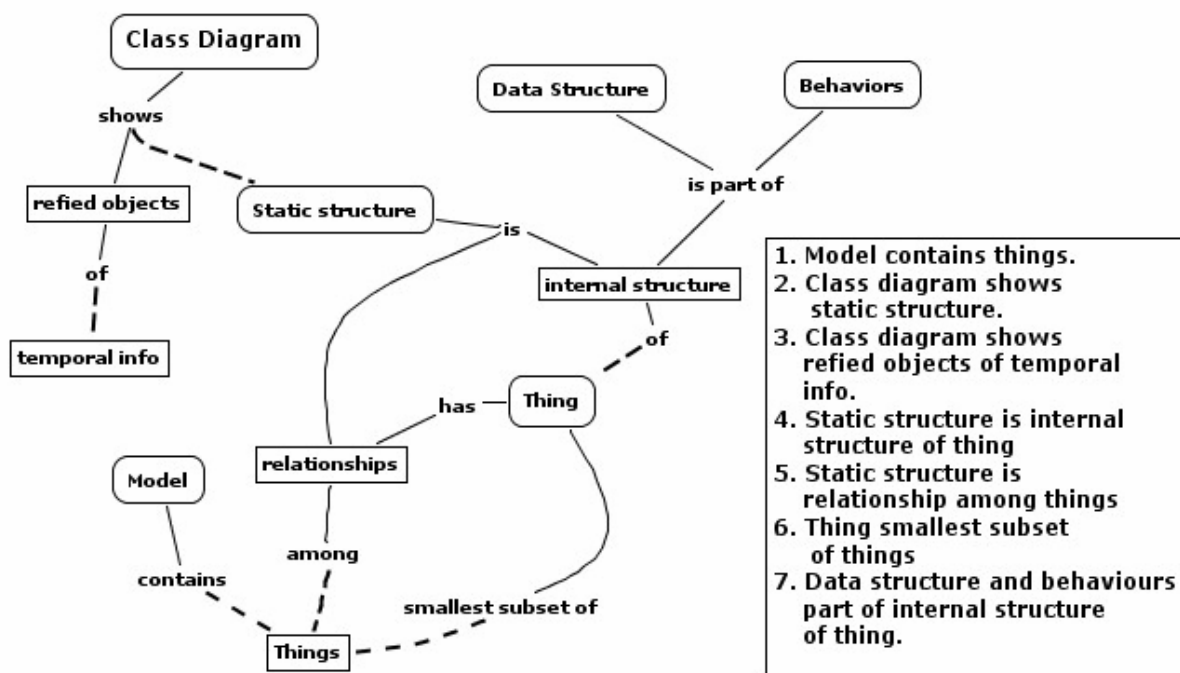 Class Diagram
Data Structure
Behaviors
shows
is part of
refied objects
Static structure
is
of
internal structure
of
temporal info
has
Thing
relationships
Model
among
contains
smallest subset of
Things
1. Model contains things.
2. Class diagram shows
static structure.
3. Class diagram shows
refied objects of temporal
info.
4. Static structure is internal
structure of thing
5. Static structure is
relationship among things
6. Thing smallest subset
of things
7. Data structure and behaviours
part of internal structure
of thing.